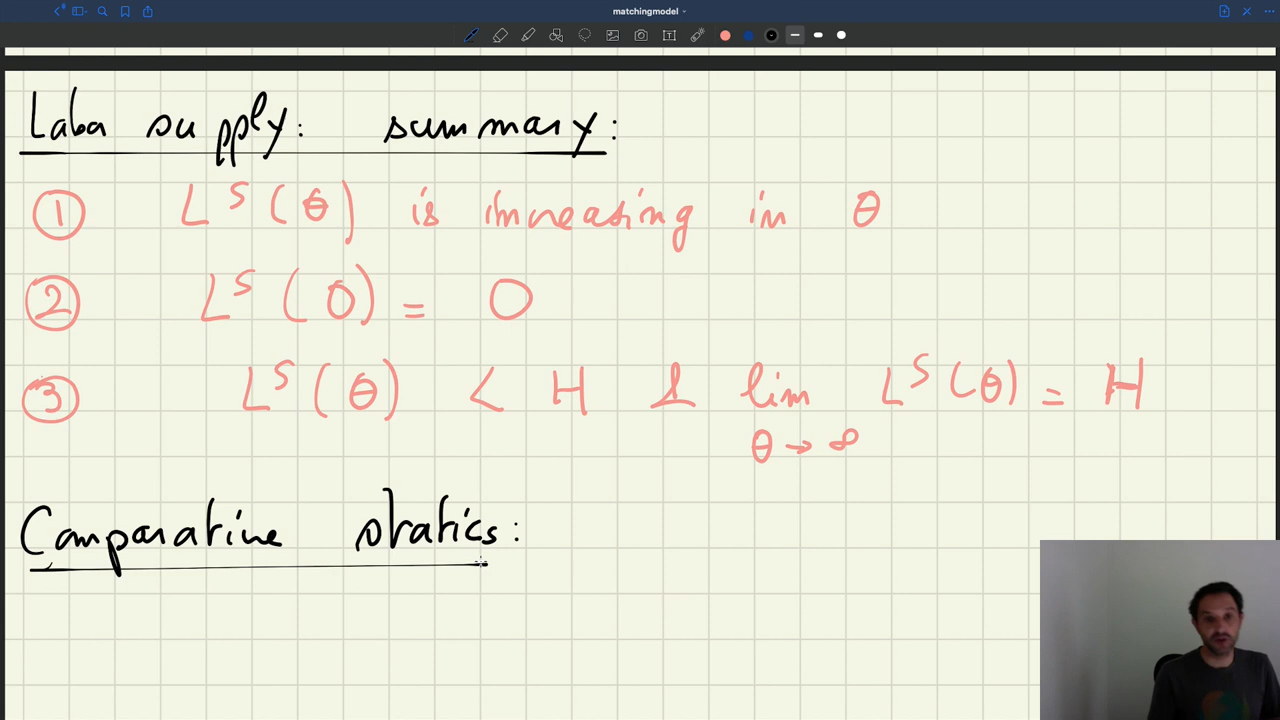 matchingmodel
Labor supply: summary:
① L^S(θ) is increasing in θ
② L^S(0) = 0
③ L^S(θ) < H & lim L^S(θ) = H
θ → ∞
Comparative statics: